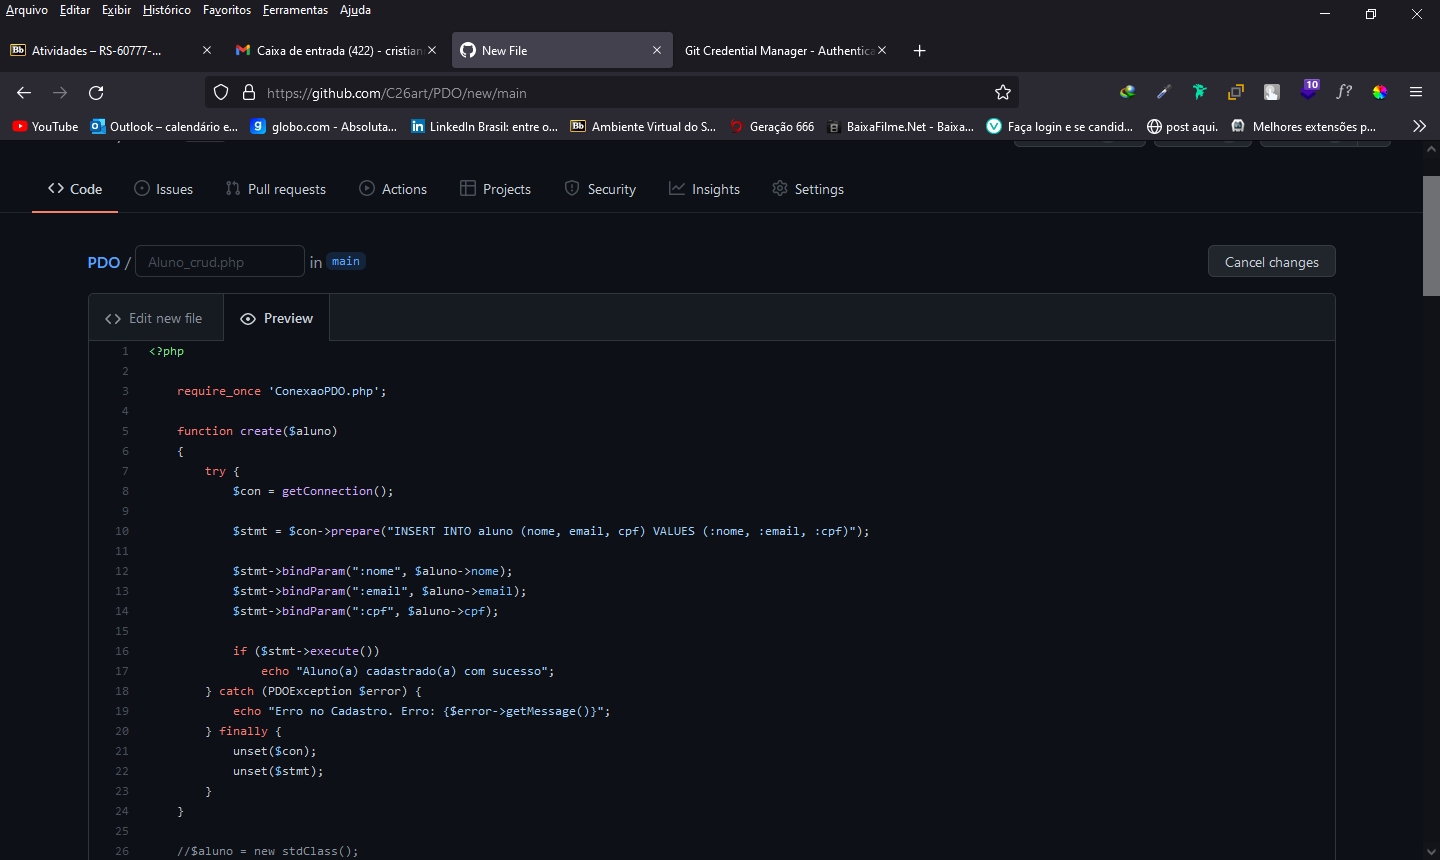 Arquivo Editar Exibir Histórico Favoritos Ferramentas Ajuda
Atividades – RS-60777-...
Caixa de entrada (422) - cristian
New File
Git Credential Manager - Authentica
https://github.com/C26art/PDO/new/main
10
f?
YouTube
Outlook – calendário e...
globo.com - Absoluta...
LinkedIn Brasil: entre o...
Ambiente Virtual do S...
Geração 666
BaixaFilme.Net - Baixa...
Faça login e se candid...
post aqui.
Melhores extensões p...
Code Issues Pull requests Actions Projects Security Insights Settings
PDO / Aluno_crud.php in main
Cancel changes
Edit new file Preview
1 <?php
2
3 require_once 'ConexaoPDO.php';
4
5 function create($aluno)
6 {
7 try {
8 $con = getConnection();
9
10 $stmt = $con->prepare("INSERT INTO aluno (nome, email, cpf) VALUES (:nome, :email, :cpf)");
11
12 $stmt->bindParam(":nome", $aluno->nome);
13 $stmt->bindParam(":email", $aluno->email);
14 $stmt->bindParam(":cpf", $aluno->cpf);
15
16 if ($stmt->execute())
17 echo "Aluno(a) cadastrado(a) com sucesso";
18 } catch (PDOException $error) {
19 echo "Erro no Cadastro. Erro: {$error->getMessage()}";
20 } finally {
21 unset($con);
22 unset($stmt);
23 }
24 }
25
26 //$aluno = new stdClass();